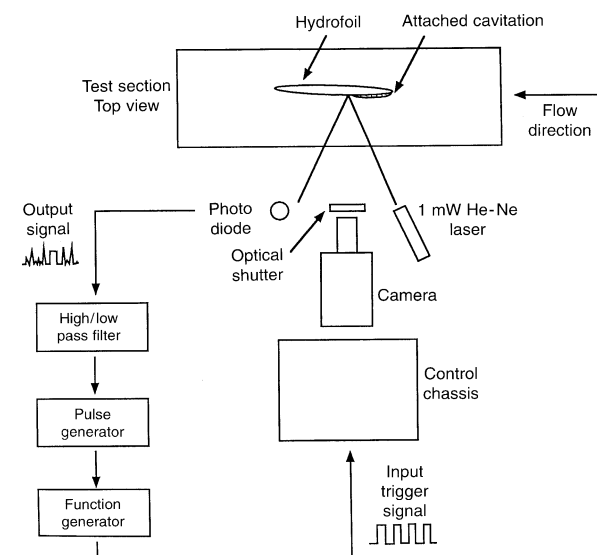 Hydrofoil
Attached cavitation
Test section
Top view
Flow
direction
Output
signal
Photo
diode
1 mW He-Ne
laser
Optical
shutter
Camera
High/low
pass filter
Control
chassis
Pulse
generator
Input
trigger
signal
Function
generator